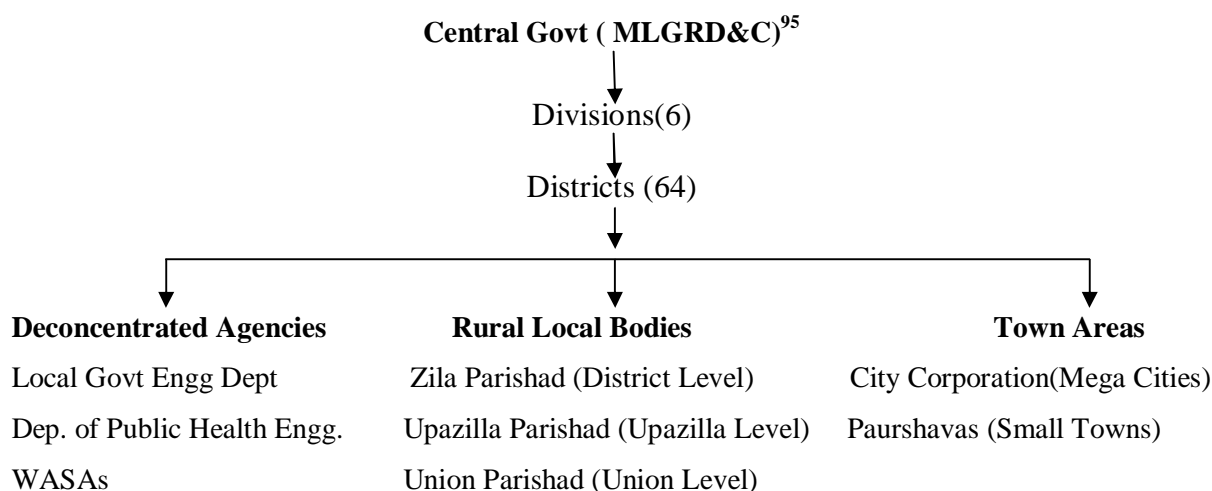 Central Govt ( MLGRD&C)95
Divisions(6)
Districts (64)
Deconcentrated Agencies Rural Local Bodies Town Areas
Local Govt Engg Dept Zila Parishad (District Level) City Corporation(Mega Cities)
Dep. of Public Health Engg. Upazilla Parishad (Upazilla Level) Paurshavas (Small Towns)
WASAs Union Parishad (Union Level)